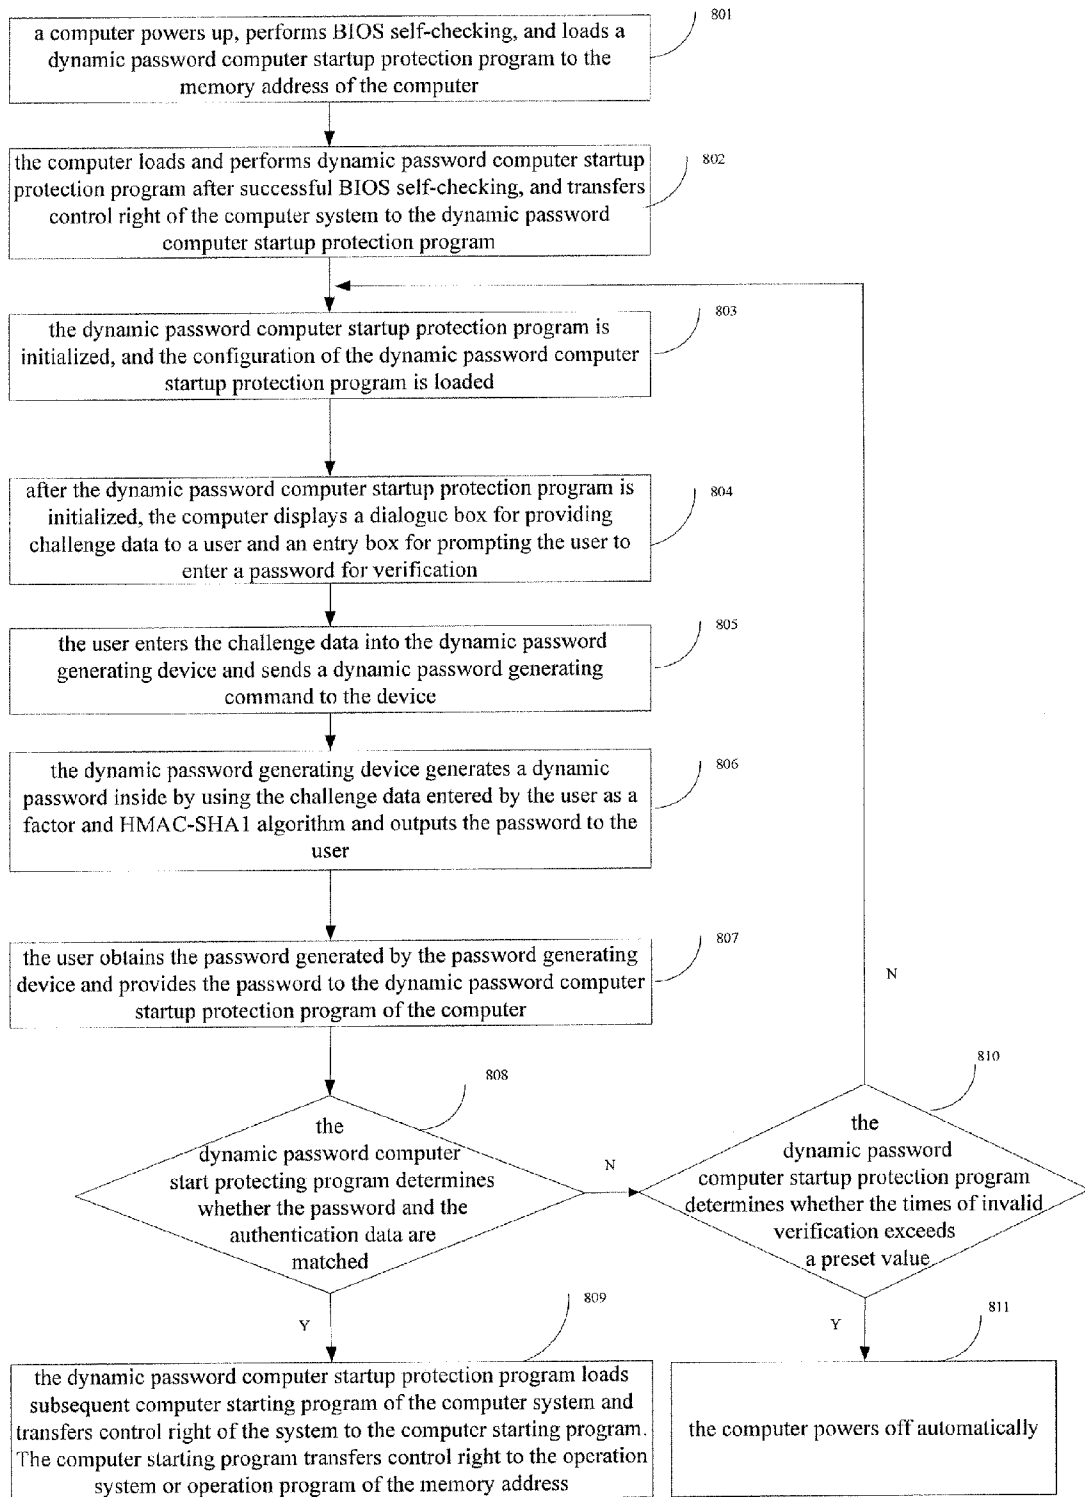 801
a computer powers up, performs BIOS self-checking, and loads a
dynamic password computer startup protection program to the
memory address of the computer
802
the computer loads and performs dynamic password computer startup
protection program after successful BIOS self-checking, and transfers
control right of the computer system to the dynamic password
computer startup protection program
803
the dynamic password computer startup protection program is
initialized, and the configuration of the dynamic password computer
startup protection program is loaded
804
after the dynamic password computer startup protection program is
initialized, the computer displays a dialogue box for providing
challenge data to a user and an entry box for prompting the user to
enter a password for verification
805
the user enters the challenge data into the dynamic password
generating device and sends a dynamic password generating
command to the device
806
the dynamic password generating device generates a dynamic
password inside by using the challenge data entered by the user as a
factor and HMAC-SHA1 algorithm and outputs the password to the
user
807
the user obtains the password generated by the password generating
device and provides the password to the dynamic password computer
startup protection program of the computer
N
808
the
dynamic password computer
start protecting program determines
whether the password and the
authentication data are
matched
N
810
the
dynamic password
computer startup protection program
determines whether the times of invalid
verification exceeds
a preset value
Y
809
Y
811
the dynamic password computer startup protection program loads
subsequent computer starting program of the computer system and
transfers control right of the system to the computer starting program.
The computer starting program transfers control right to the operation
system or operation program of the memory address
the computer powers off automatically